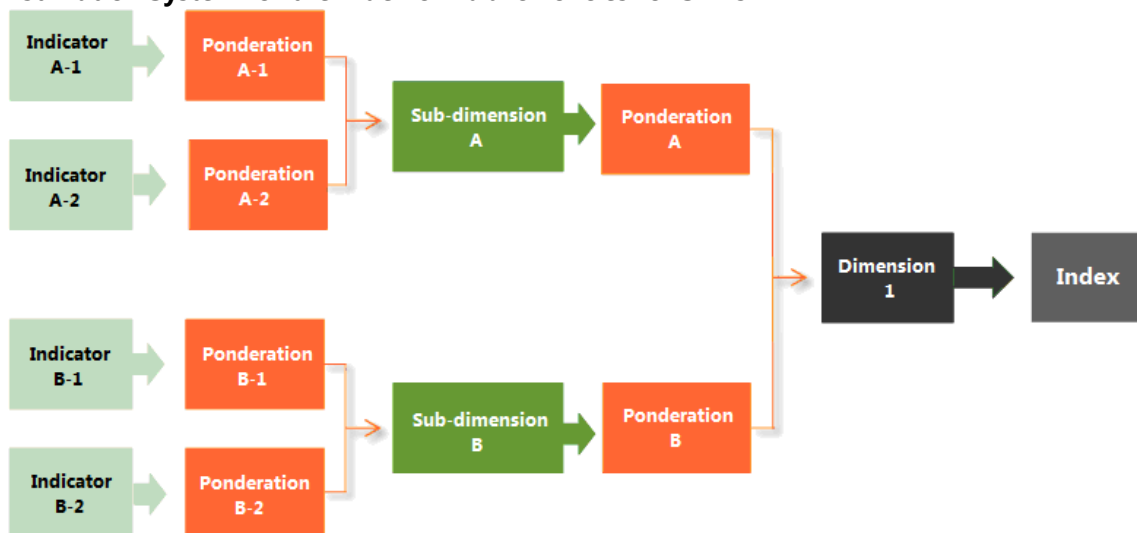 Indicator
A-1
Ponderation
A-1
Sub-dimension
A
Ponderation
A
Indicator
A-2
Ponderation
A-2
Dimension
1
Index
Indicator
B-1
Ponderation
B-1
Sub-dimension
B
Ponderation
B
Indicator
B-2
Ponderation
B-2